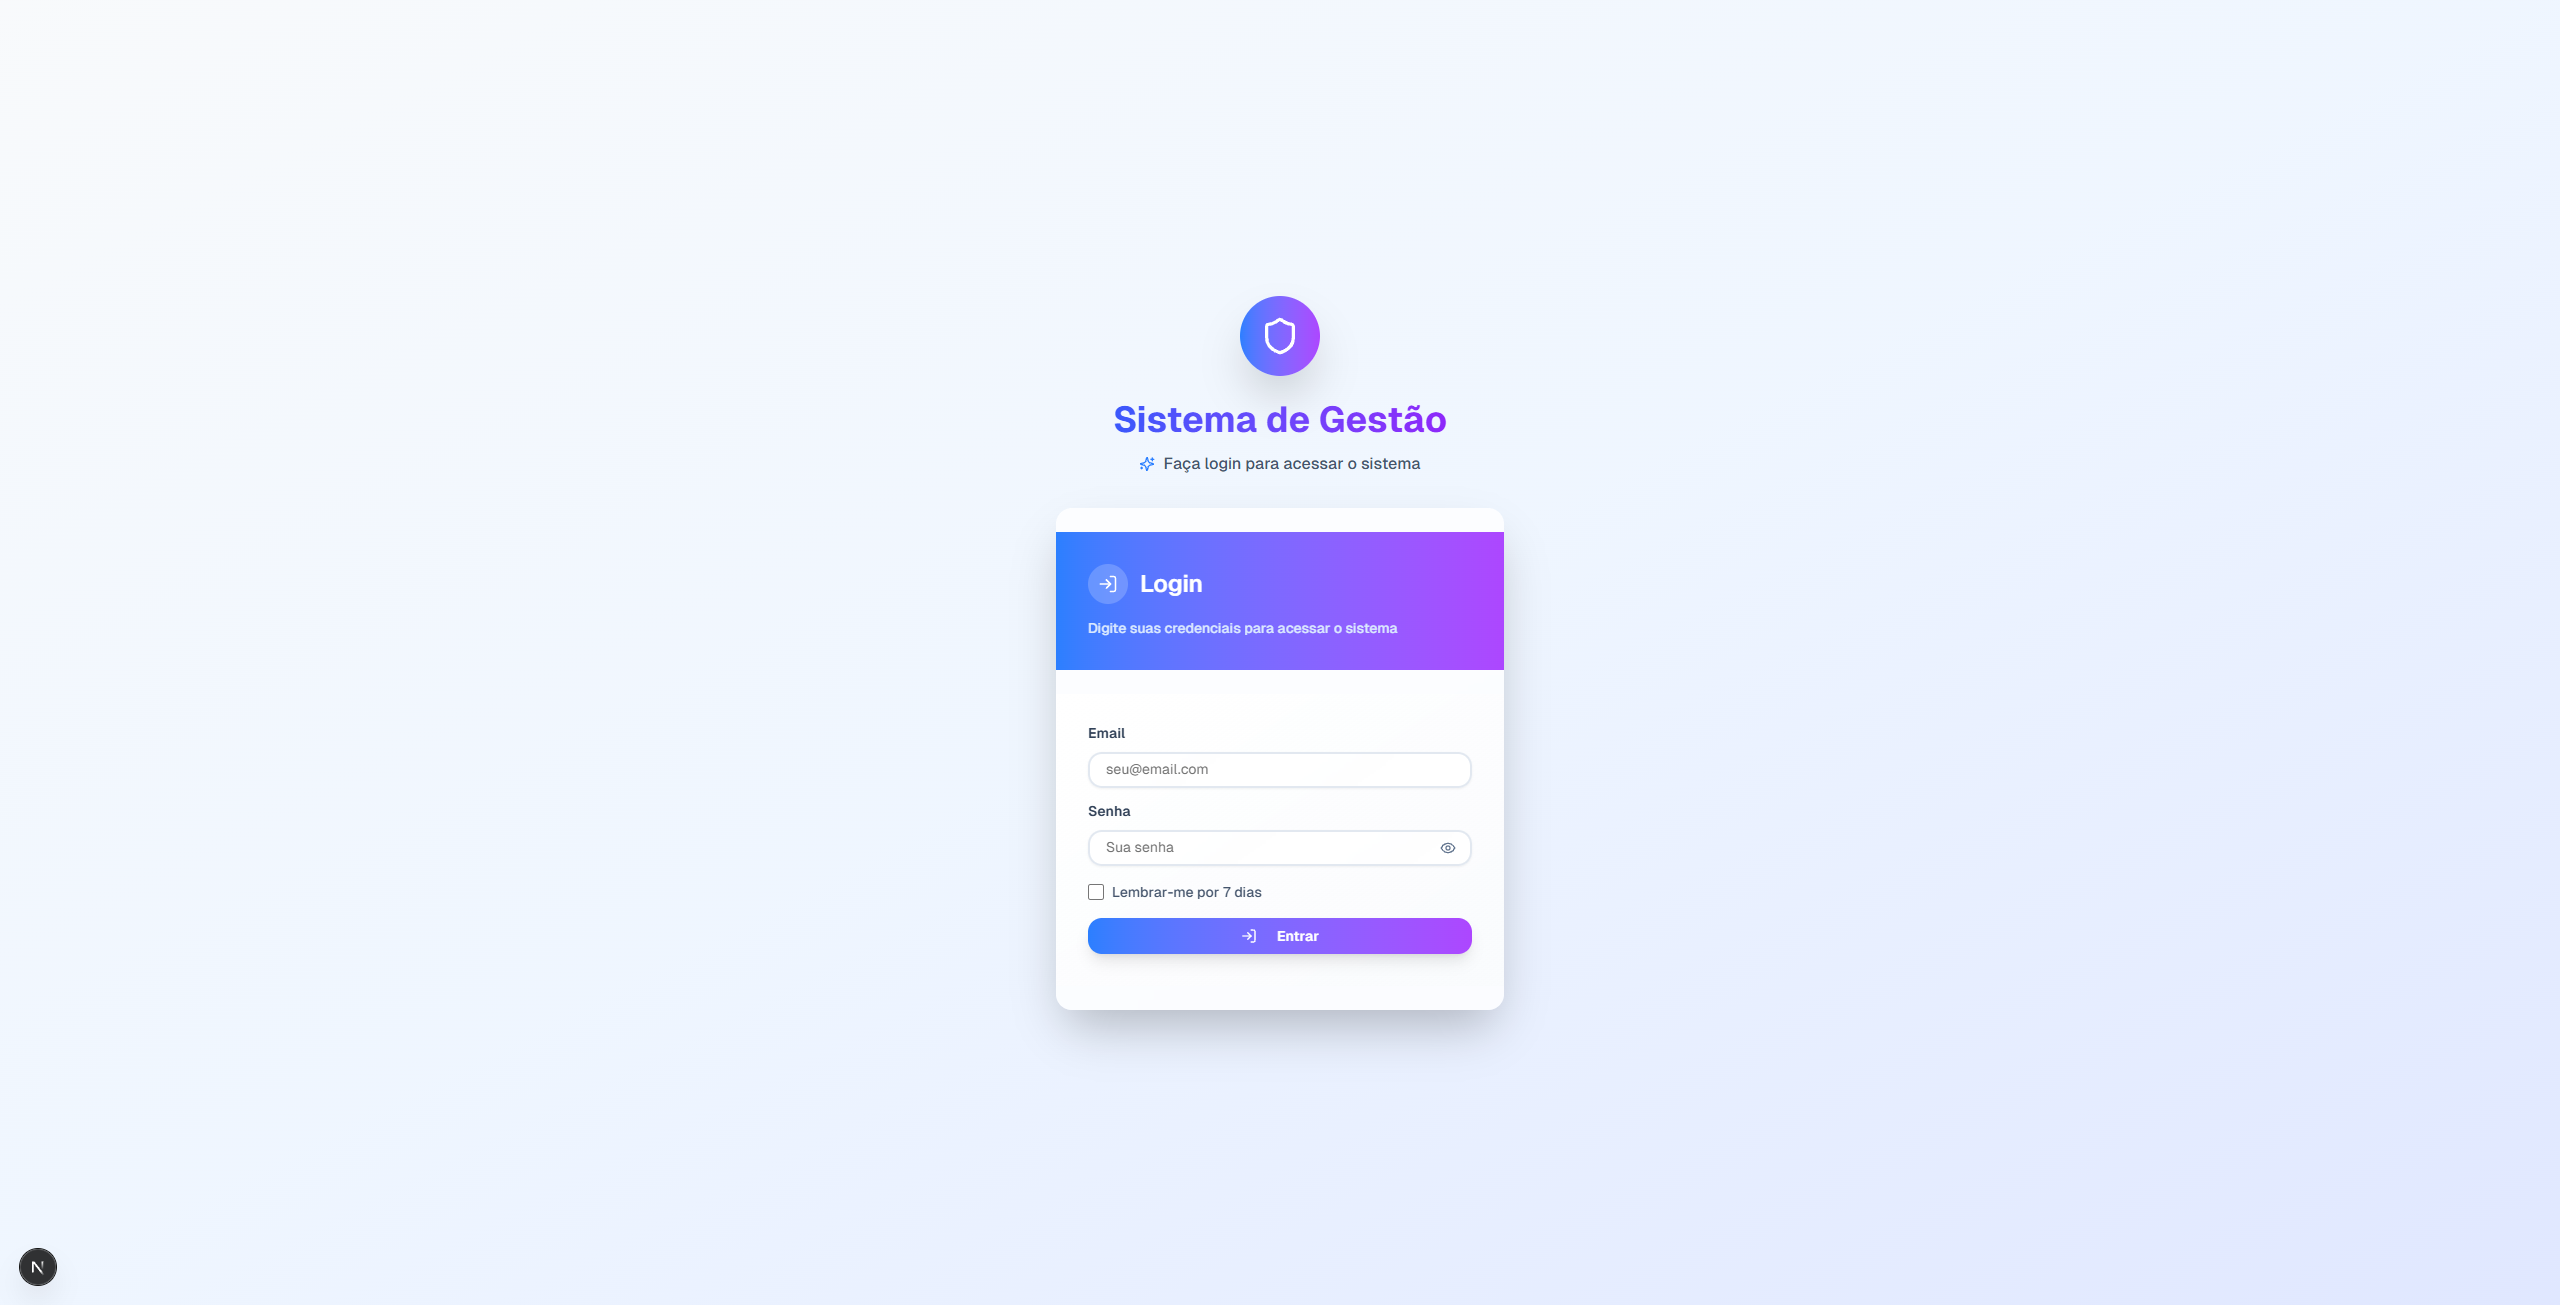 Sistema de Gestão
Faça login para acessar o sistema
Login
Digite suas credenciais para acessar o sistema
Email
seu@email.com
Senha
Sua senha
Lembrar-me por 7 dias
Entrar
N